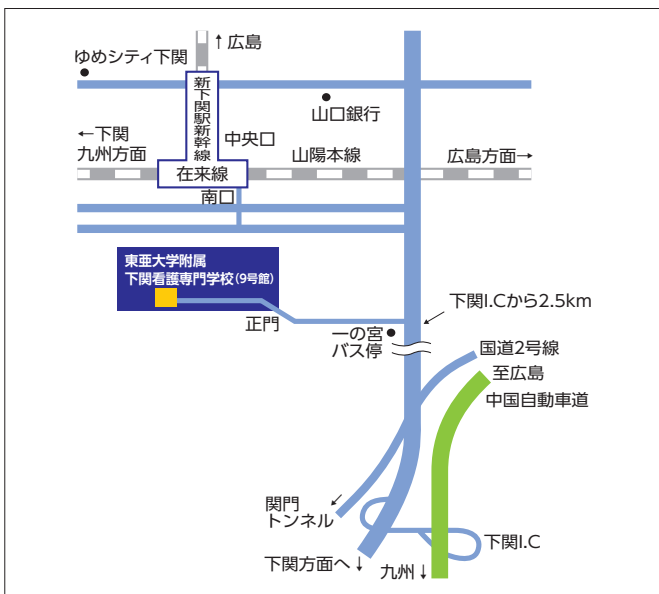 ↑広島
ゆめシティ下関
新下関駅新幹線
山口銀行
←下関
九州方面
中央口
山陽本線
広島方面→
在来線
南口
東亜大学附属
下関看護専門学校(9号館)
正門
下関I.Cから2.5km
一の宮
バス停
国道2号線
至広島
中国自動車道
関門
トンネル
下関I.C
下関方面へ↓
九州↓